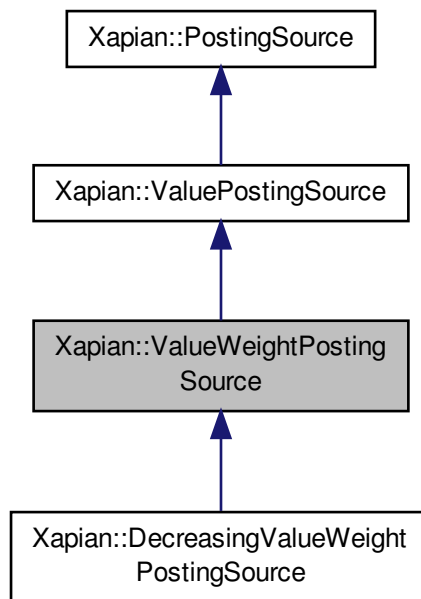 Xapian::PostingSource
Xapian::ValuePostingSource
Xapian::ValueWeightPosting
Source
Xapian::DecreasingValueWeight
PostingSource